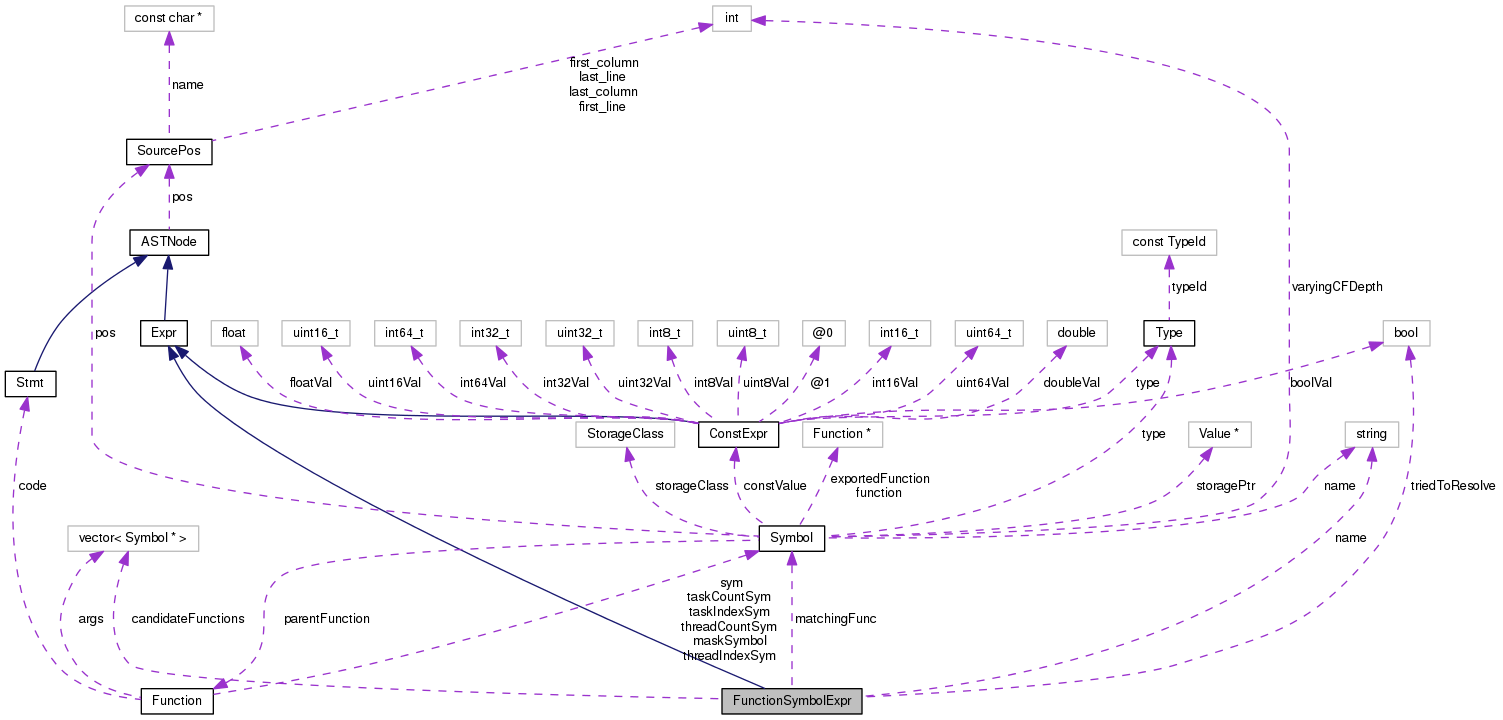 const char *
int
first_column
last_line
last_column
first_line
name
SourcePos
pos
ASTNode
const TypeId
typeId
varyingCFDepth
pos
Expr
float
uint16_t
int64_t
int32_t
uint32_t
int8_t
uint8_t
@0
int16_t
uint64_t
double
Type
bool
Stmt
floatVal
uint16Val
int64Val
int32Val
uint32Val
int8Val
uint8Val
@1
int16Val
uint64Val
doubleVal
type
boolVal
StorageClass
ConstExpr
Function *
type
Value *
string
code
storageClass
constValue
exportedFunction
function
storagePtr
name
triedToResolve
vector< Symbol * >
Symbol
name
args
candidateFunctions
parentFunction
sym
taskCountSym
taskIndexSym
threadCountSym
maskSymbol
threadIndexSym
matchingFunc
Function
FunctionSymbolExpr